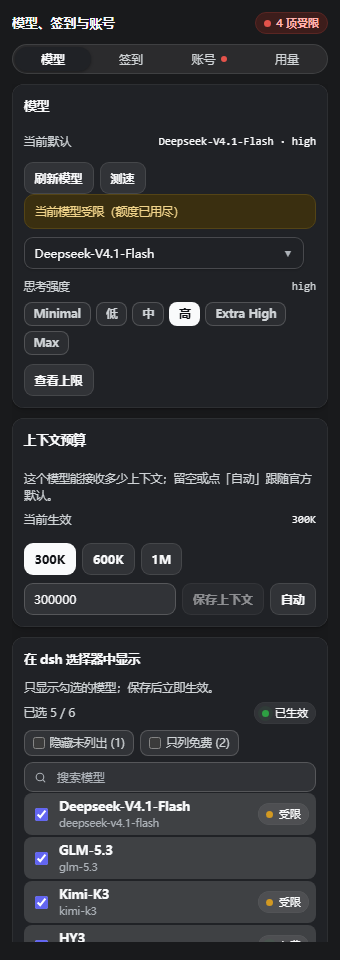 模型、签到与账号
4 项受限
模型 签到 账号 用量
模型
当前默认 Deepseek-V4.1-Flash · high
刷新模型 测速
当前模型受限（额度已用尽）
Deepseek-V4.1-Flash
思考强度 high
Minimal 低 中 高 Extra High
Max
查看上限
上下文预算
这个模型能接收多少上下文；留空或点「自动」跟随官方
默认。
当前生效 300K
300K 600K 1M
300000 保存上下文 自动
在 dsh 选择器中显示
只显示勾选的模型；保存后立即生效。
已选 5 / 6 已生效
隐藏未列出 (1) 只列免费 (2)
搜索模型
Deepseek-V4.1-Flash
deepseek-v4.1-flash 受限
GLM-5.3
glm-5.3
Kimi-K3
kimi-k3 受限
HY3